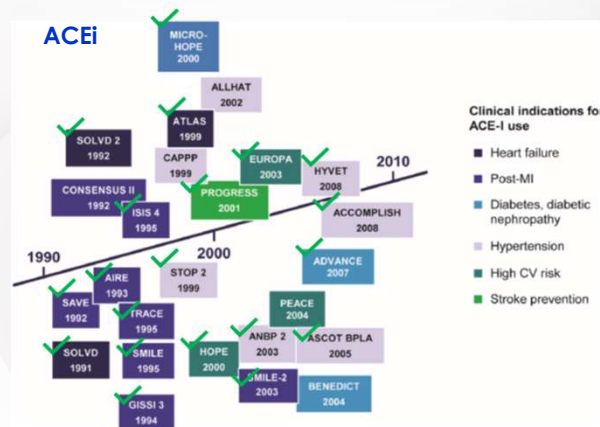 ACEi
MICRO-
HOPE
2000
ALLHAT
2002
ATLAS
1999
SOLVD 2
1992
CAPPP
1999
EUROPA
2003
HYVET
2008
2010
CONSENSUS II
1992
ISIS 4
1995
PROGRESS
2001
ACCOMPLISH
2008
1990
2000
AIRE
1993
STOP 2
1999
ADVANCE
2007
SAVE
1992
TRACE
1995
PEACE
2004
SOLVD
1991
SMILE
1995
HOPE
2000
ANBP 2
2003
ASCOT BPLA
2005
GISSI 3
1994
SMILE-2
2003
BENEDICT
2004
Clinical indications for
ACE-I use
Heart failure
Post-MI
Diabetes, diabetic
nephropathy
Hypertension
High CV risk
Stroke prevention